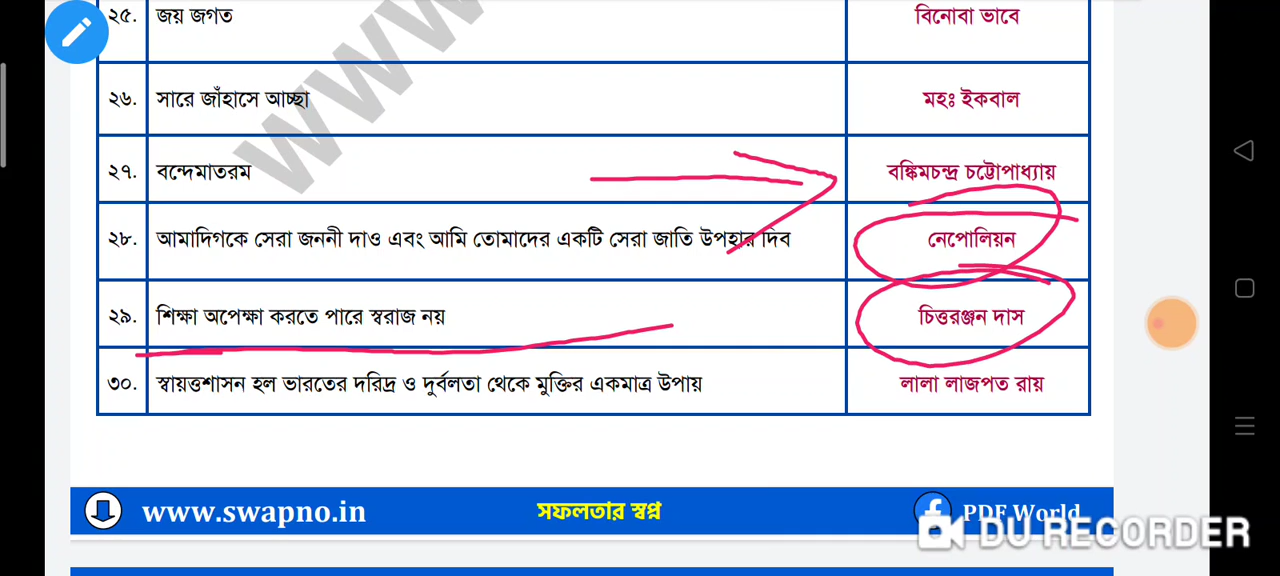 ২৫. জয় জগত বিনোবা ভাবে
২৬. সারে জাঁহাসে আচ্ছা মহঃ ইকবাল
২৭. বন্দেমাতরম বঙ্কিমচন্দ্র চট্টোপাধ্যায়
২৮. আমাদিগকে সেরা জননী দাও এবং আমি তোমাদের একটি সেরা জাতি উপহার দিব নেপোলিয়ন
২৯. শিক্ষা অপেক্ষা করতে পারে স্বরাজ নয় চিত্তরঞ্জন দাস
৩০. স্বায়ত্তশাসন হল ভারতের দরিদ্র ও দুর্বলতা থেকে মুক্তির একমাত্র উপায় লালা লাজপত রায়
www
www.swapno.in সফলতার স্বপ্ন PDF World
DU RECORDER